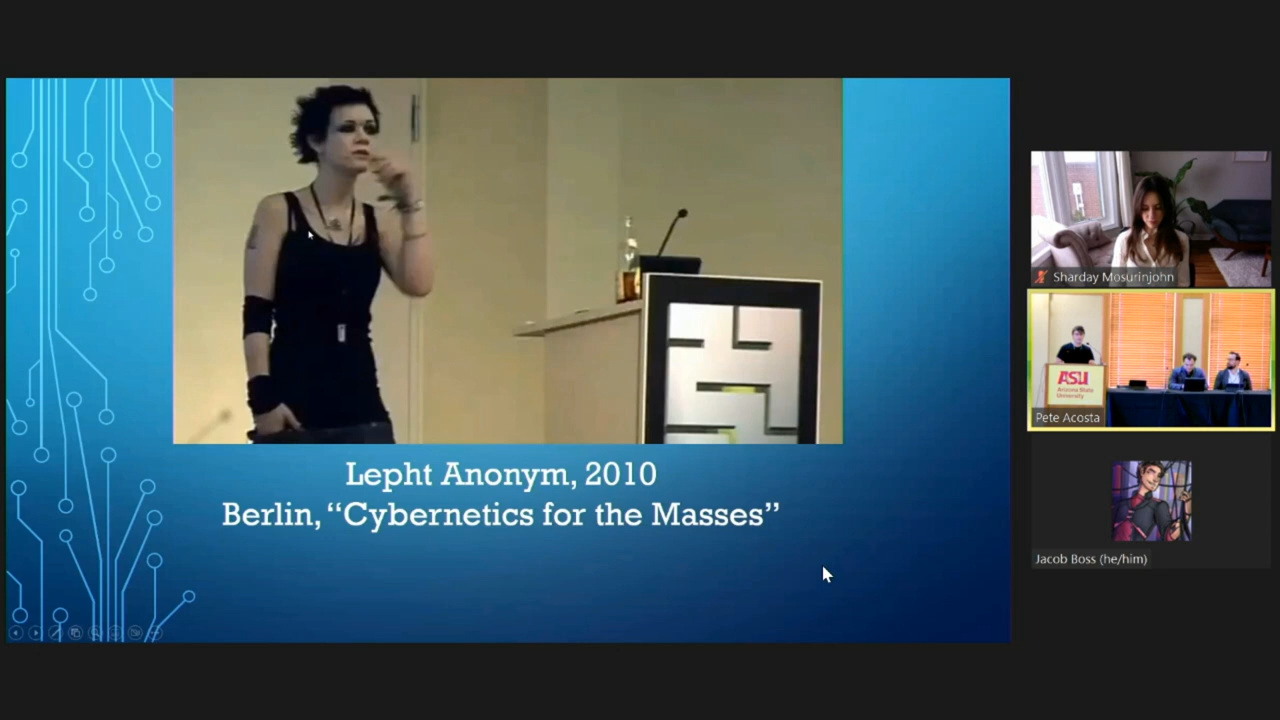 Lepht Anonym, 2010
Berlin, “Cybernetics for the Masses”
Sharday Mosurinjohn
ASU
Arizona State
University
Pete Acosta
Jacob Boss (he/him)